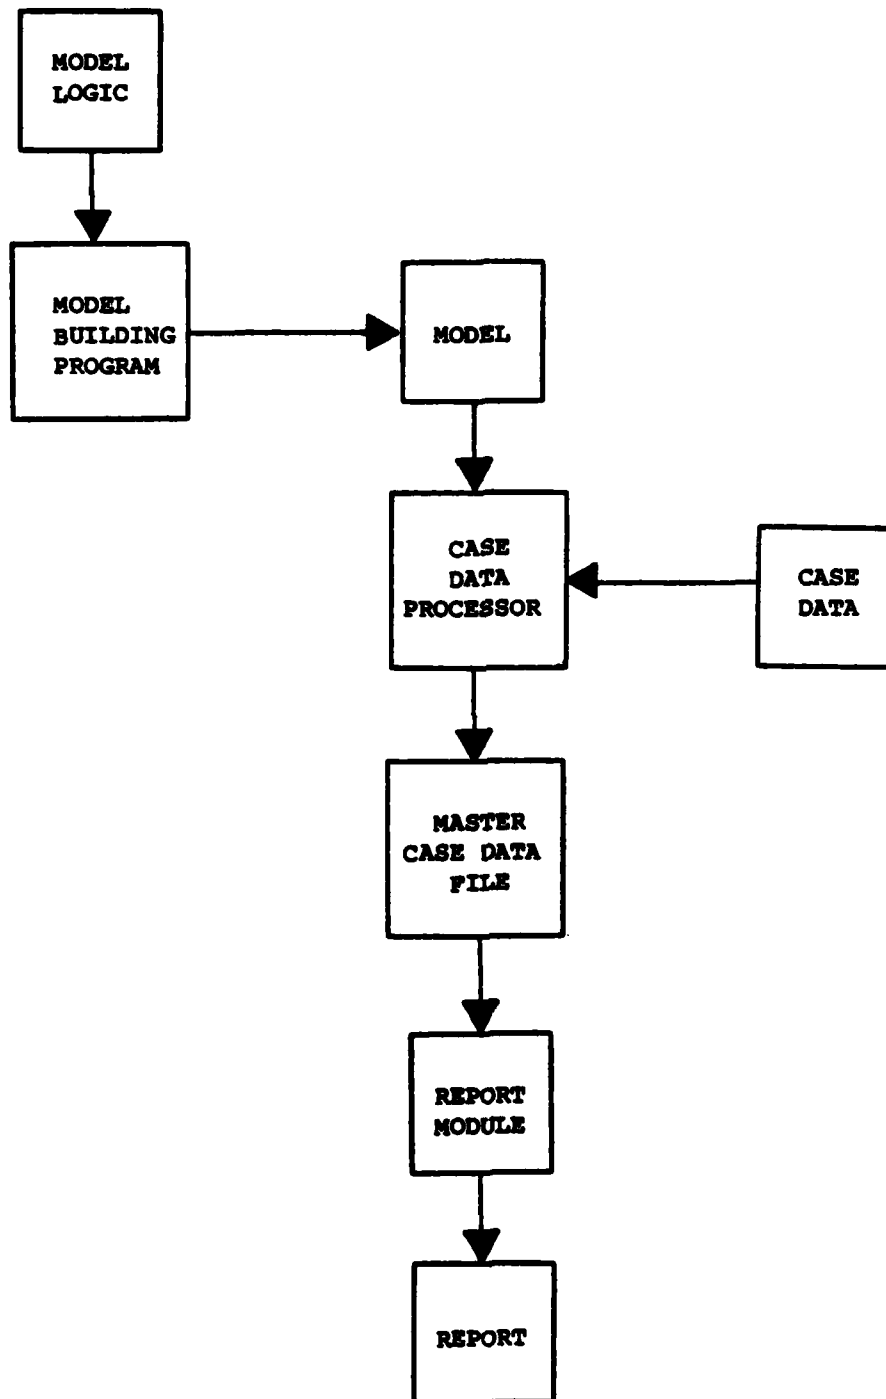 MODEL
LOGIC
MODEL
BUILDING
PROGRAM
MODEL
CASE
DATA
PROCESSOR
CASE
DATA
MASTER
CASE DATA
FILE
REPORT
MODULE
REPORT